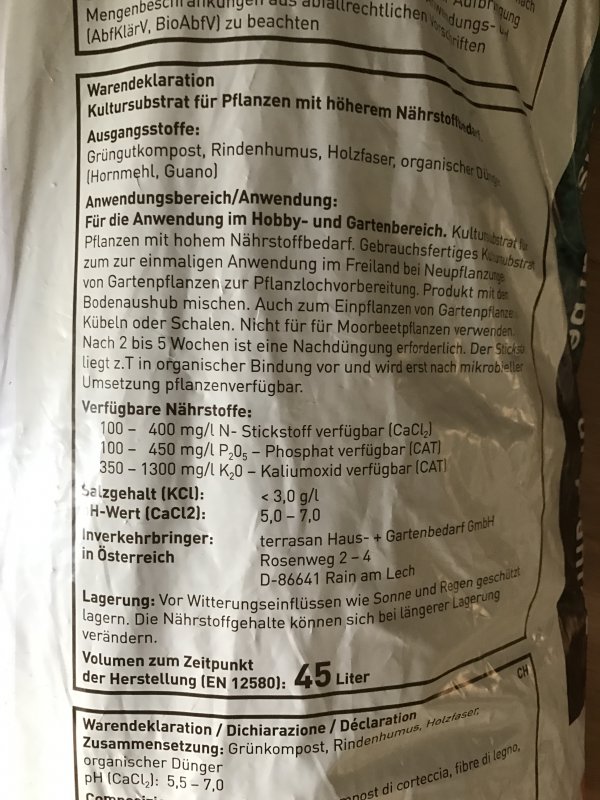 nach
Mengenbeschränkungen aus abfallrechtlichen
(AbfKlärV, BioAbfV) zu beachten
Warendeklaration
Kultursubstrat für Pflanzen mit höherem Nährstoffbedarf.
Ausgangsstoffe:
Grüngutkompost, Rindenhumus, Holzfaser, organischer Dünger
(Hornmehl, Guano)
Anwendungsbereich/Anwendung:
Für die Anwendung im Hobby- und Gartenbereich. Kultursubstrat für
Pflanzen mit hohem Nährstoffbedarf. Gebrauchsfertiges Kultursubstrat
zum zur einmaligen Anwendung im Freiland bei Neupflanzung
von Gartenpflanzen zur Pflanzlochvorbereitung. Produkt mit dem
Bodenaushub mischen. Auch zum Einpflanzen von Gartenpflanzen
Kübeln oder Schalen. Nicht für für Moorbeetpflanzen verwenden.
Nach 2 bis 5 Wochen ist eine Nachdüngung erforderlich. Der Sticksto
liegt z.T in organischer Bindung vor und wird erst nach mikrobieller
Umsetzung pflanzenverfügbar.
Verfügbare Nährstoffe:
100 – 400 mg/l N- Stickstoff verfügbar (CaCl₂)
100 – 450 mg/l P₂O₅ – Phosphat verfügbar (CAT)
350 – 1300 mg/l K₂O – Kaliumoxid verfügbar (CAT)
Salzgehalt (KCl): < 3,0 g/l
H-Wert (CaCl2): 5,0 – 7,0
Inverkehrbringer: terrasan Haus- + Gartenbedarf GmbH
in Österreich Rosenweg 2 – 4
D-86641 Rain am Lech
Lagerung: Vor Witterungseinflüssen wie Sonne und Regen geschützt
lagern. Die Nährstoffgehalte können sich bei längerer Lagerung
verändern.
Volumen zum Zeitpunkt
der Herstellung (EN 12580): 45 Liter
CH
Warendeklaration / Dichiarazione / Déclaration
Zusammensetzung: Grünkompost, Rindenhumus, Holzfaser,
organischer Dünger
pH (CaCl₂): 5,5 – 7,0
di corteccia, fibre di legno,